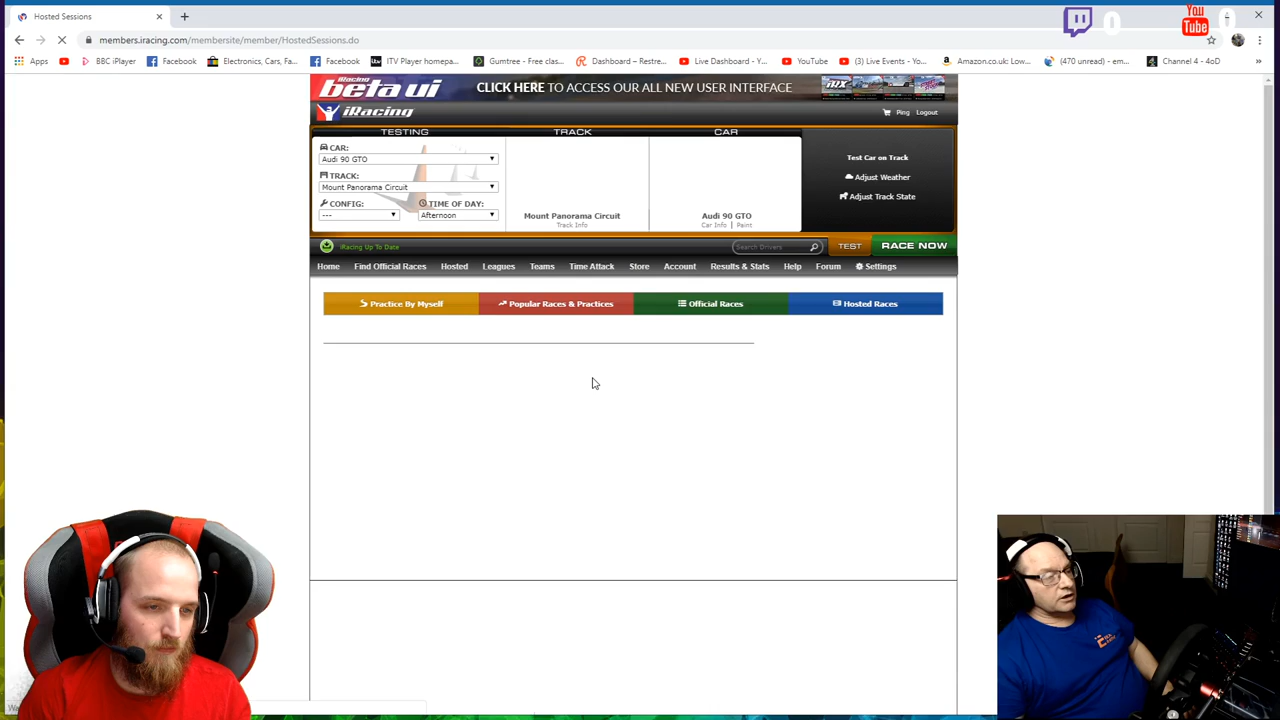 Hosted Sessions
0
You Tube
0
members.iracing.com/membersite/member/HostedSessions.do
Apps BBC iPlayer Facebook Electronics, Cars, Fa... Facebook ITV Player homepa... Gumtree - Free clas... Dashboard – Restre... Live Dashboard - Y... YouTube (3) Live Events - Yo... Amazon.co.uk: Low... (470 unread) - em... Channel 4 - 4oD
iRacing beta ui CLICK HERE TO ACCESS OUR ALL NEW USER INTERFACE
iRacing Ping Logout
TESTING TRACK CAR
CAR:
Audi 90 GTO
TRACK:
Mount Panorama Circuit
CONFIG: TIME OF DAY:
--- Afternoon
Mount Panorama Circuit
Track Info
Audi 90 GTO
Car Info | Paint
Test Car on Track
Adjust Weather
Adjust Track State
iRacing Up To Date Search Drivers TEST RACE NOW
Home Find Official Races Hosted Leagues Teams Time Attack Store Account Results & Stats Help Forum Settings
Practice By Myself Popular Races & Practices Official Races Hosted Races